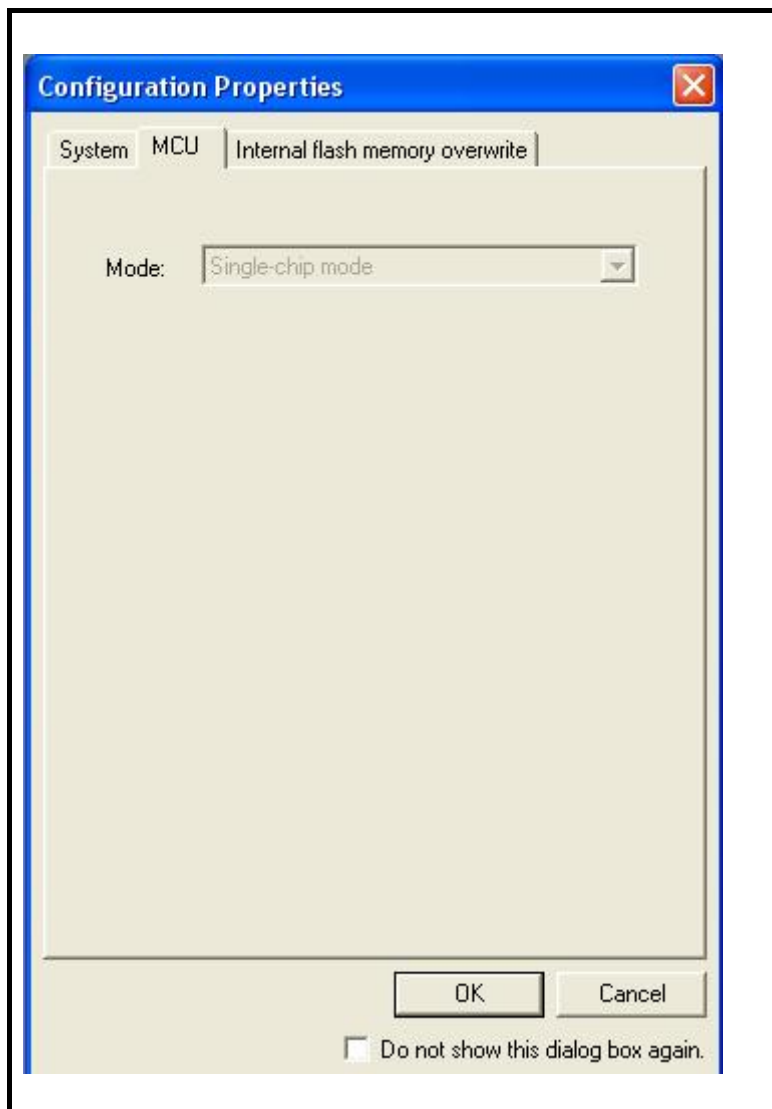 Configuration Properties
System MCU Internal flash memory overwrite
Mode: Single-chip mode
OK Cancel
Do not show this dialog box again.